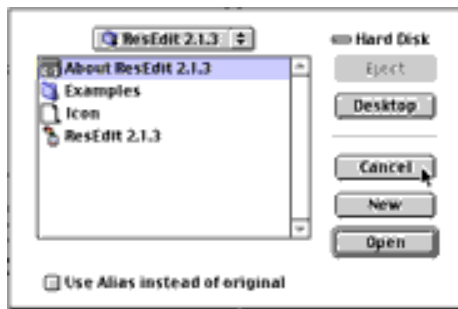 ResEdit 2.1.3
Hard Disk
About ResEdit 2.1.3
Examples
Icon
ResEdit 2.1.3
Eject
Desktop
Cancel
New
Open
Use Alias instead of original